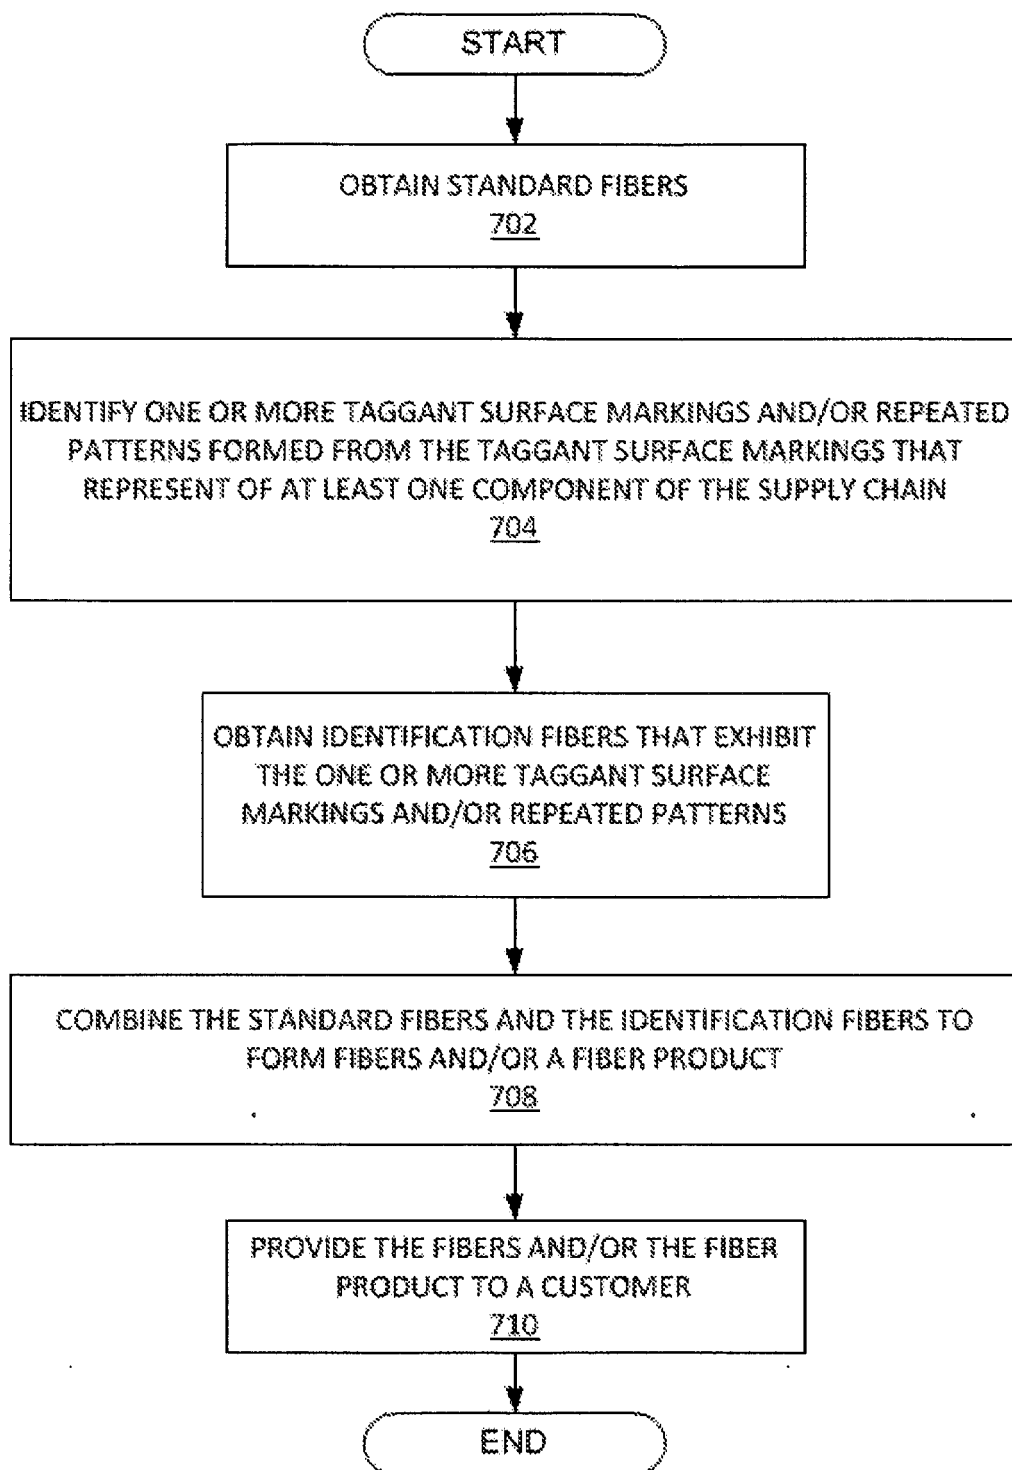 START
OBTAIN STANDARD FIBERS
702
IDENTIFY ONE OR MORE TAGGANT SURFACE MARKINGS AND/OR REPEATED
PATTERNS FORMED FROM THE TAGGANT SURFACE MARKINGS THAT
REPRESENT OF AT LEAST ONE COMPONENT OF THE SUPPLY CHAIN
704
OBTAIN IDENTIFICATION FIBERS THAT EXHIBIT
THE ONE OR MORE TAGGANT SURFACE
MARKINGS AND/OR REPEATED PATTERNS
706
COMBINE THE STANDARD FIBERS AND THE IDENTIFICATION FIBERS TO
FORM FIBERS AND/OR A FIBER PRODUCT
708
PROVIDE THE FIBERS AND/OR THE FIBER
PRODUCT TO A CUSTOMER
710
END